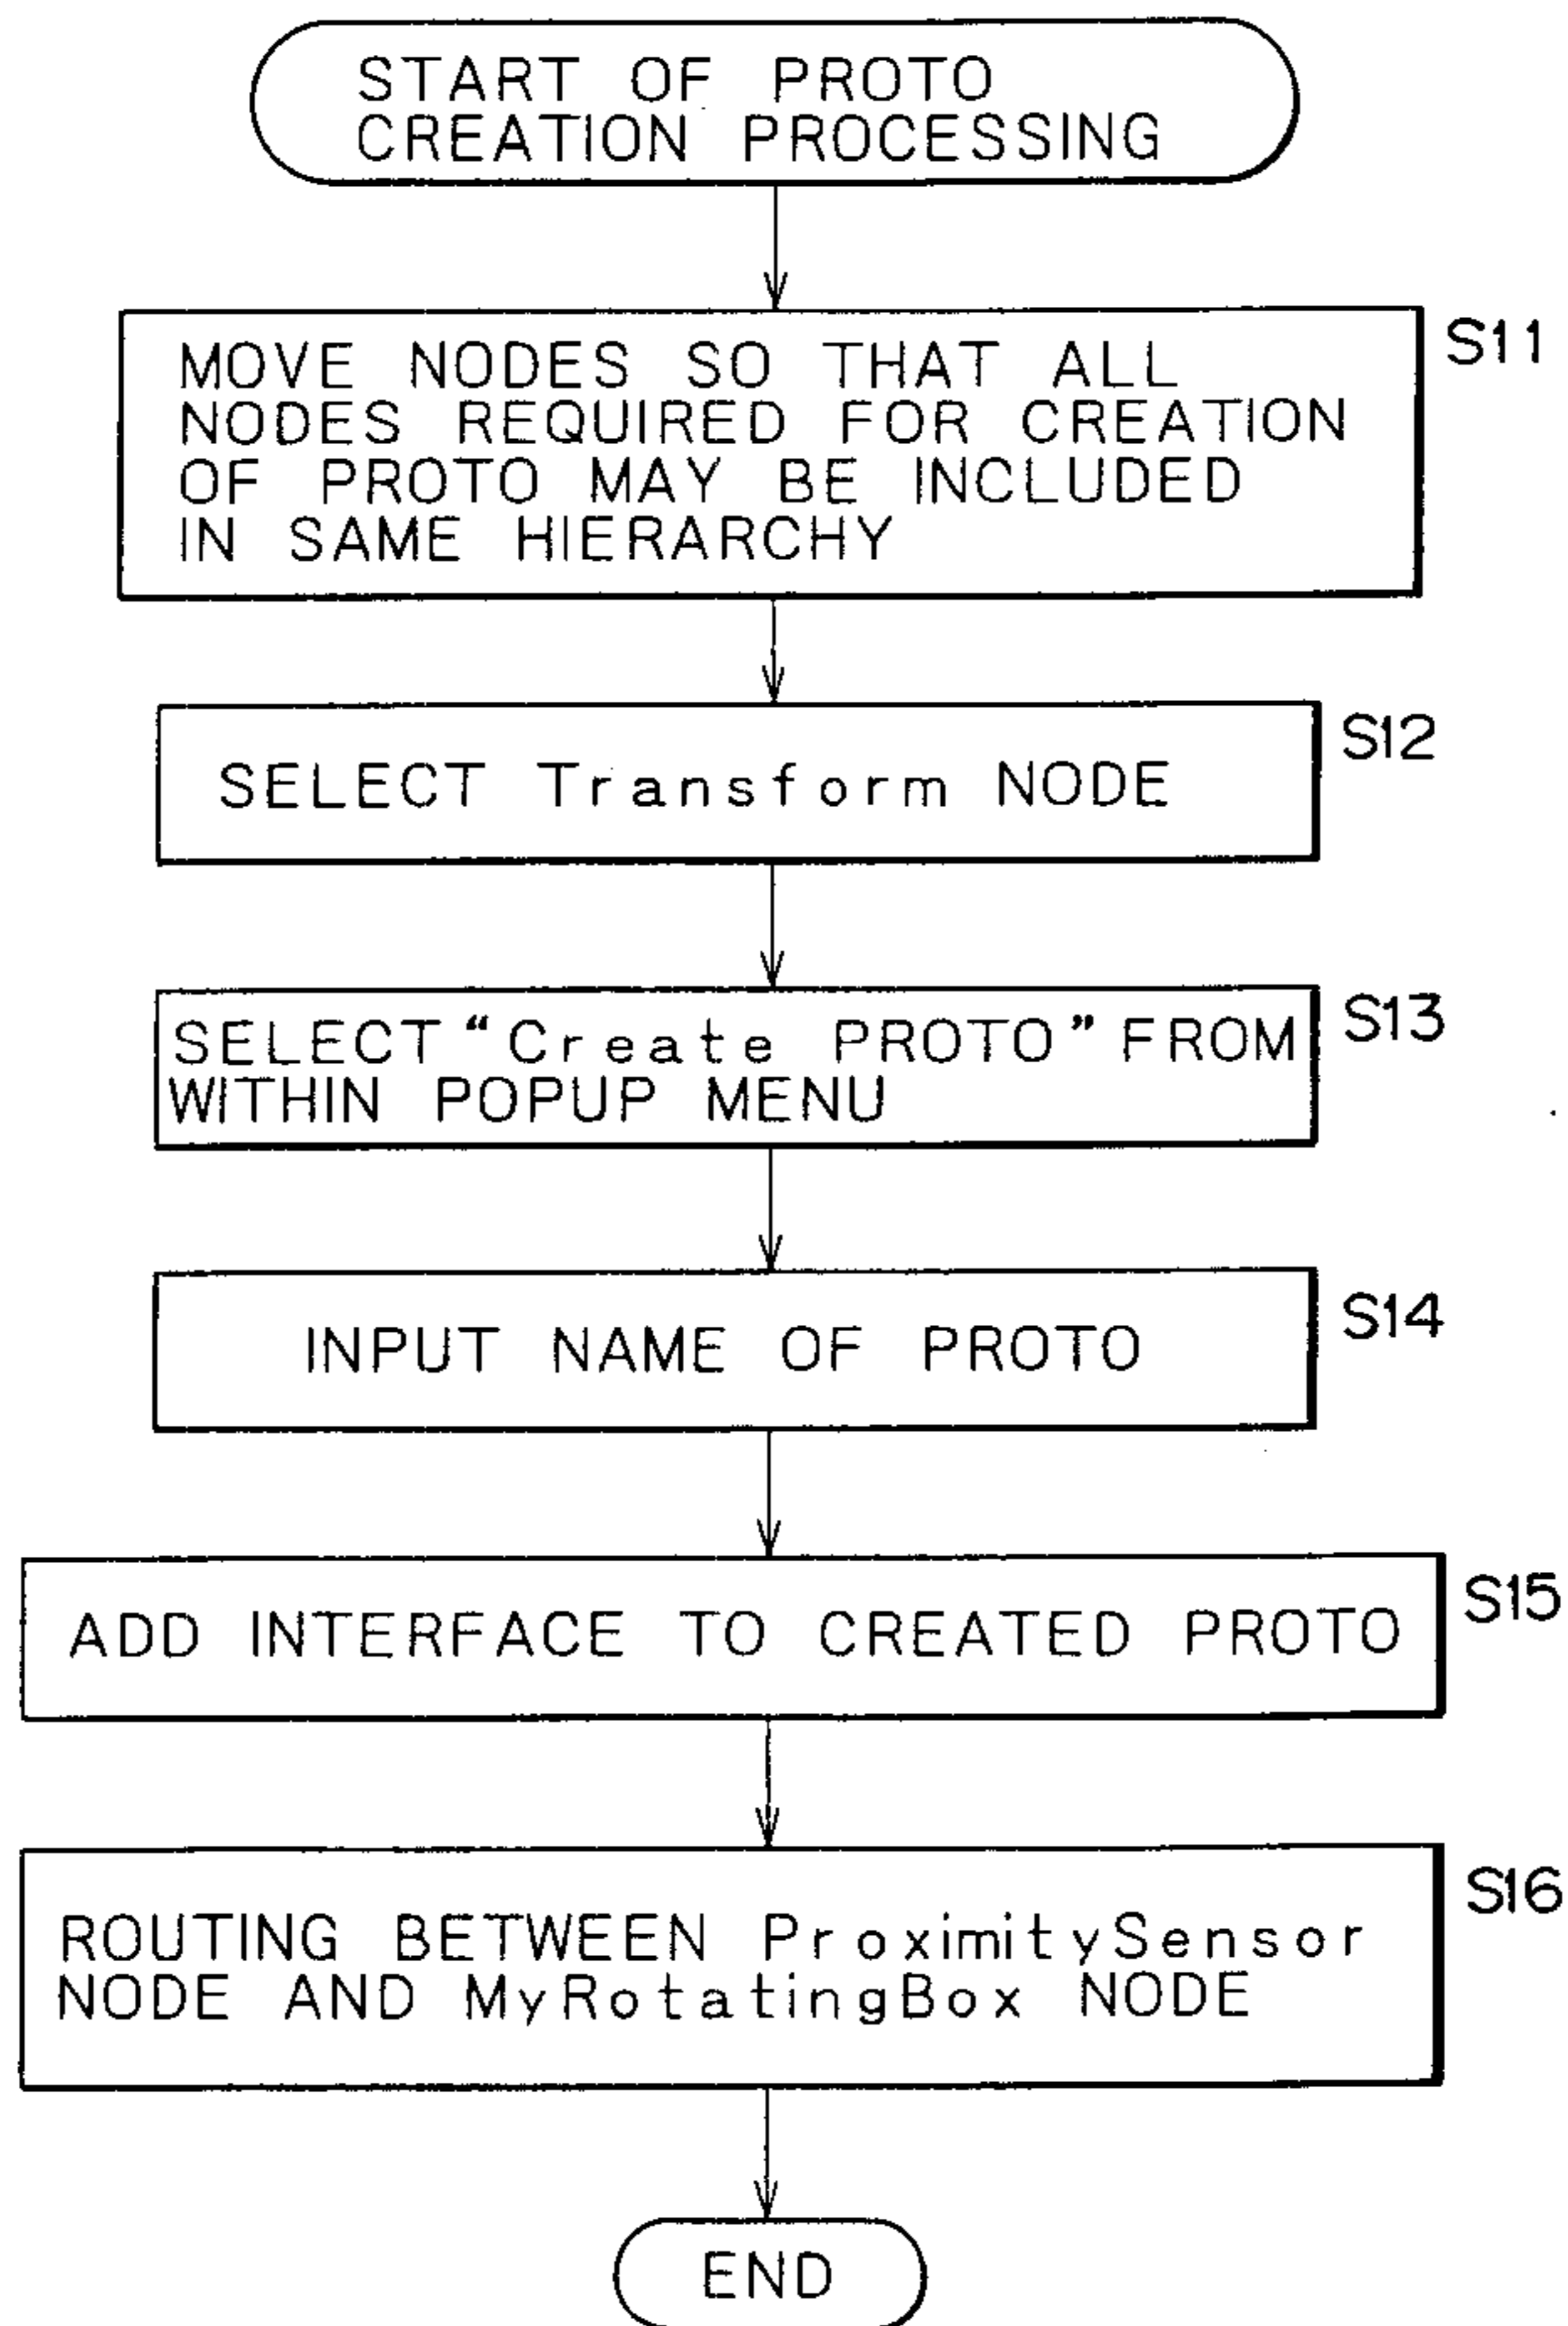 START OF PROTO
CREATION PROCESSING
S11
MOVE NODES SO THAT ALL
NODES REQUIRED FOR CREATION
OF PROTO MAY BE INCLUDED
IN SAME HIERARCHY
S12
SELECT Transform NODE
S13
SELECT “Create PROTO” FROM
WITHIN POPUP MENU
S14
INPUT NAME OF PROTO
S15
ADD INTERFACE TO CREATED PROTO
S16
ROUTING BETWEEN ProximitySensor
NODE AND MyRotatingBox NODE
END